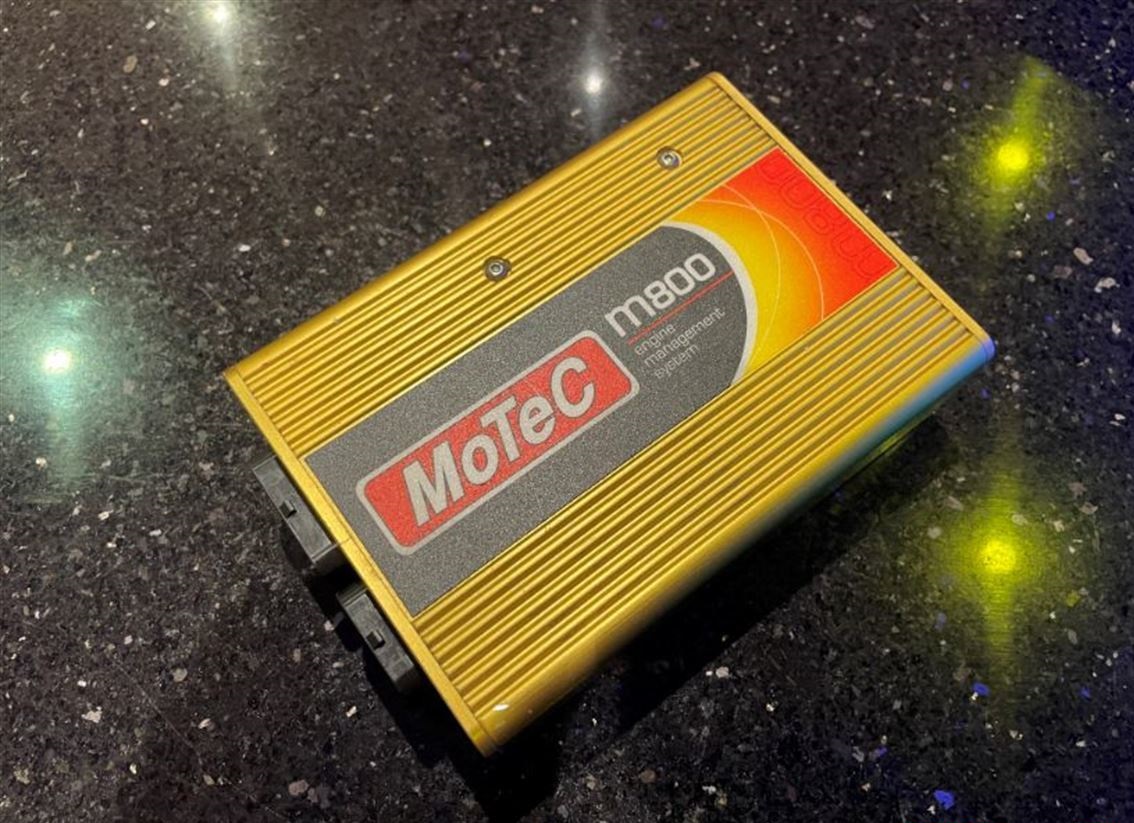 MoTeC
m800
engine
management
system